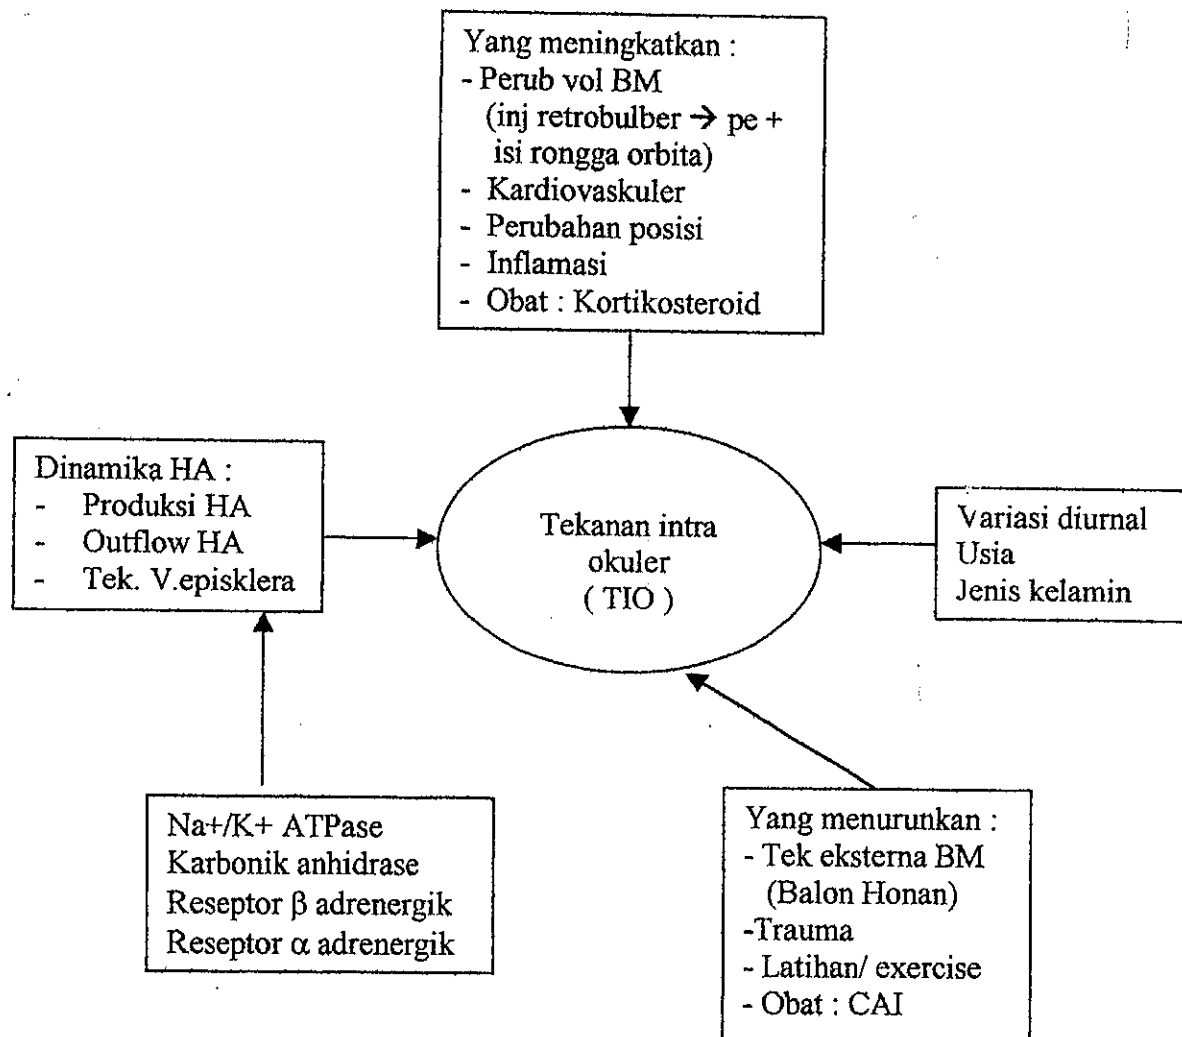 Yang meningkatkan :
- Perub vol BM
(inj retrobulber → pe +
isi rongga orbita)
- Kardiovaskuler
- Perubahan posisi
- Inflamasi
- Obat : Kortikosteroid
Dinamika HA :
- Produksi HA
- Outflow HA
- Tek. V.episklera
Tekanan intra
okuler
( TIO )
Variasi diurnal
Usia
Jenis kelamin
Na+/K+ ATPase
Karbonik anhidrase
Reseptor β adrenergik
Reseptor α adrenergik
Yang menurunkan :
- Tek eksterna BM
(Balon Honan)
-Trauma
- Latihan/ exercise
- Obat : CAI